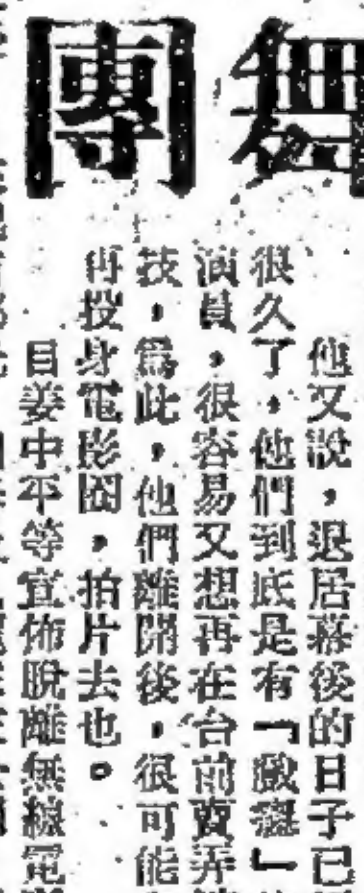 舞團
他又說，退居幕後的日子已
很久了，他們到底是有「戲癮」
演員，很容易又想再在台前賣弄
技，爲此，他們離開後，很可能
再投身電影圈，拍片去也。
目姜中平等宣佈脫離無線電